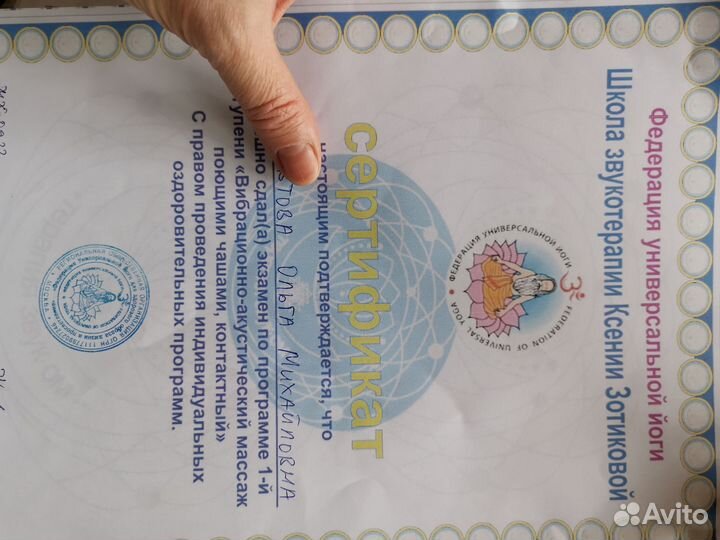 Федерация универсальной йоги
Школа звукотерапии Ксении Зотиковой
ФЕДЕРАЦИЯ УНИВЕРСАЛЬНОЙ ЙОГИ
FEDERATION OF UNIVERSAL YOGA
сертификат
настоящим подтверждается, что
Ольга Михайловна
сдал(а) экзамен по программе 1-й
«Вибрационно-акустический массаж
поющими чашами, контактный»
С правом проведения индивидуальных
оздоровительных программ.
Avito